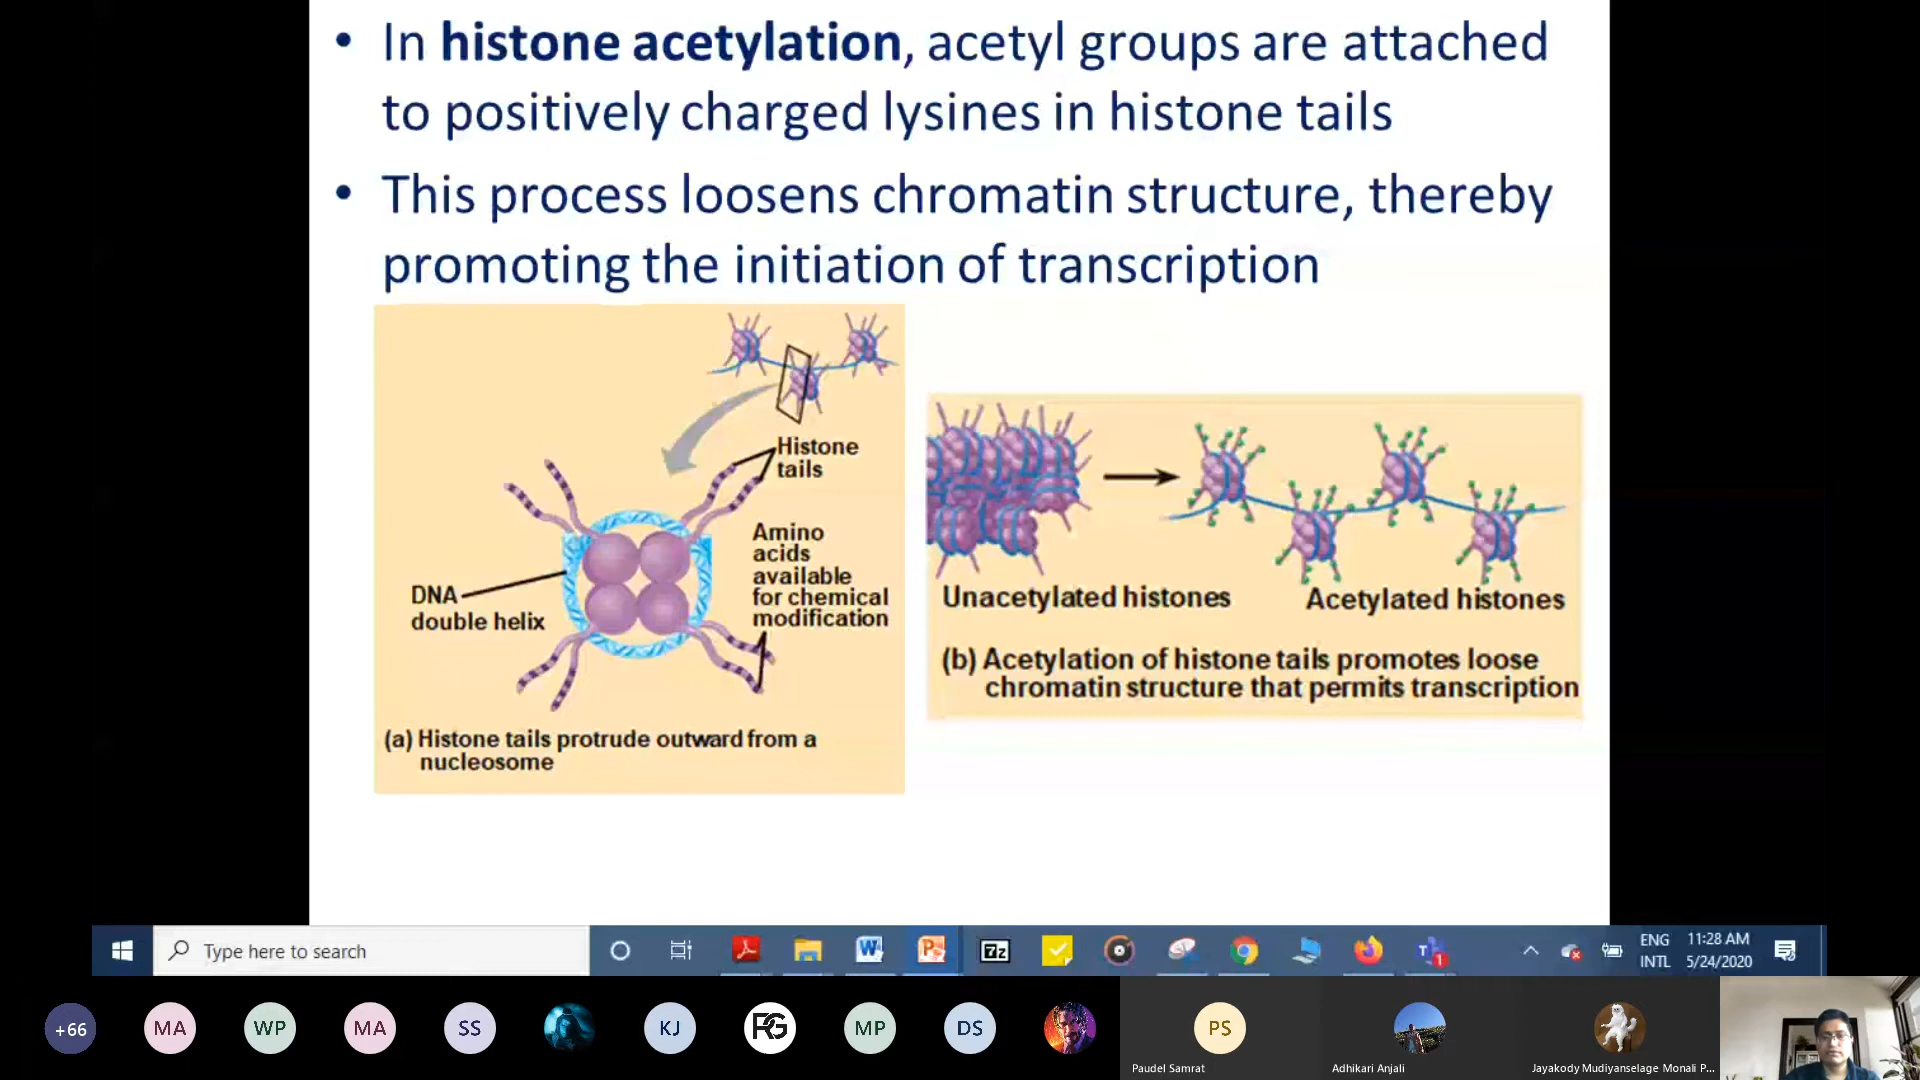 • In histone acetylation, acetyl groups are attached
to positively charged lysines in histone tails
• This process loosens chromatin structure, thereby
promoting the initiation of transcription
Histone
tails
Amino
acids
available
for chemical
modification
DNA
double helix
(a) Histone tails protrude outward from a
nucleosome
Unacetylated histones
Acetylated histones
(b) Acetylation of histone tails promotes loose
chromatin structure that permits transcription
Type here to search
ENG
INTL
11:28 AM
5/24/2020
+66
MA
WP
MA
SS
KJ
RG
MP
DS
PS
Paudel Samrat
Adhikari Anjali
Jayakody Mudiyanselage Monali P...